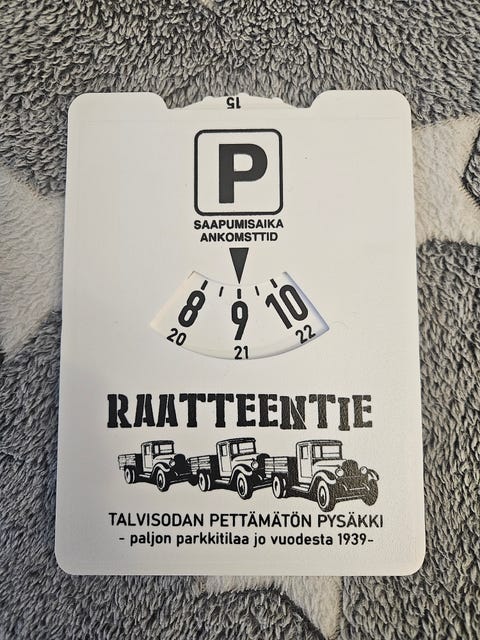 15
P
SAAPUMISAIKA
ANKOMSTTID
8 9 10
20 21 22
RAATTEENTIE
TALVISODAN PETTÄMÄTÖN PYSÄKKI
- paljon parkkitilaa jo vuodesta 1939-